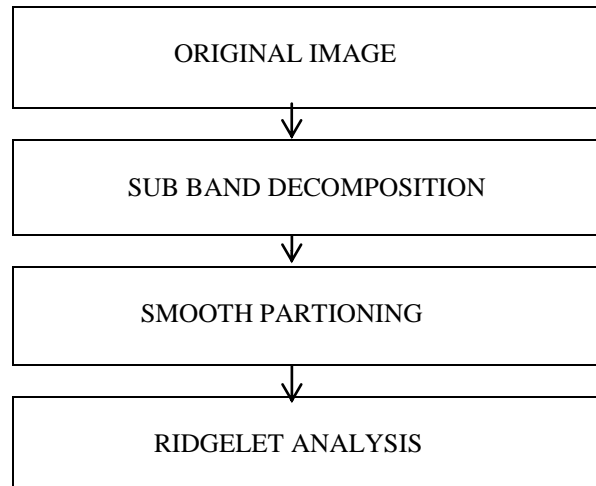 ORIGINAL IMAGE
SUB BAND DECOMPOSITION
SMOOTH PARTIONING
RIDGELET ANALYSIS